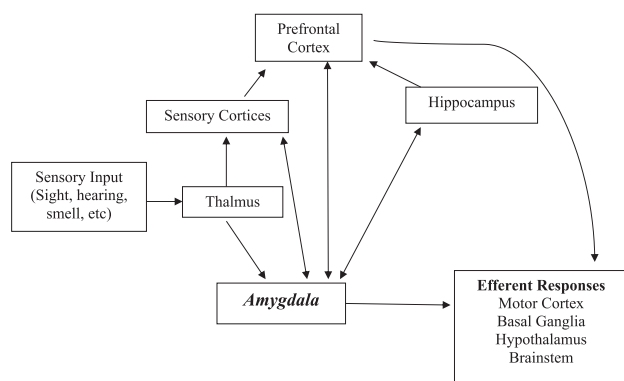 Prefrontal
Cortex
Hippocampus
Sensory Cortices
Sensory Input
(Sight, hearing,
smell, etc)
Thalmus
Amygdala
Efferent Responses
Motor Cortex
Basal Ganglia
Hypothalamus
Brainstem